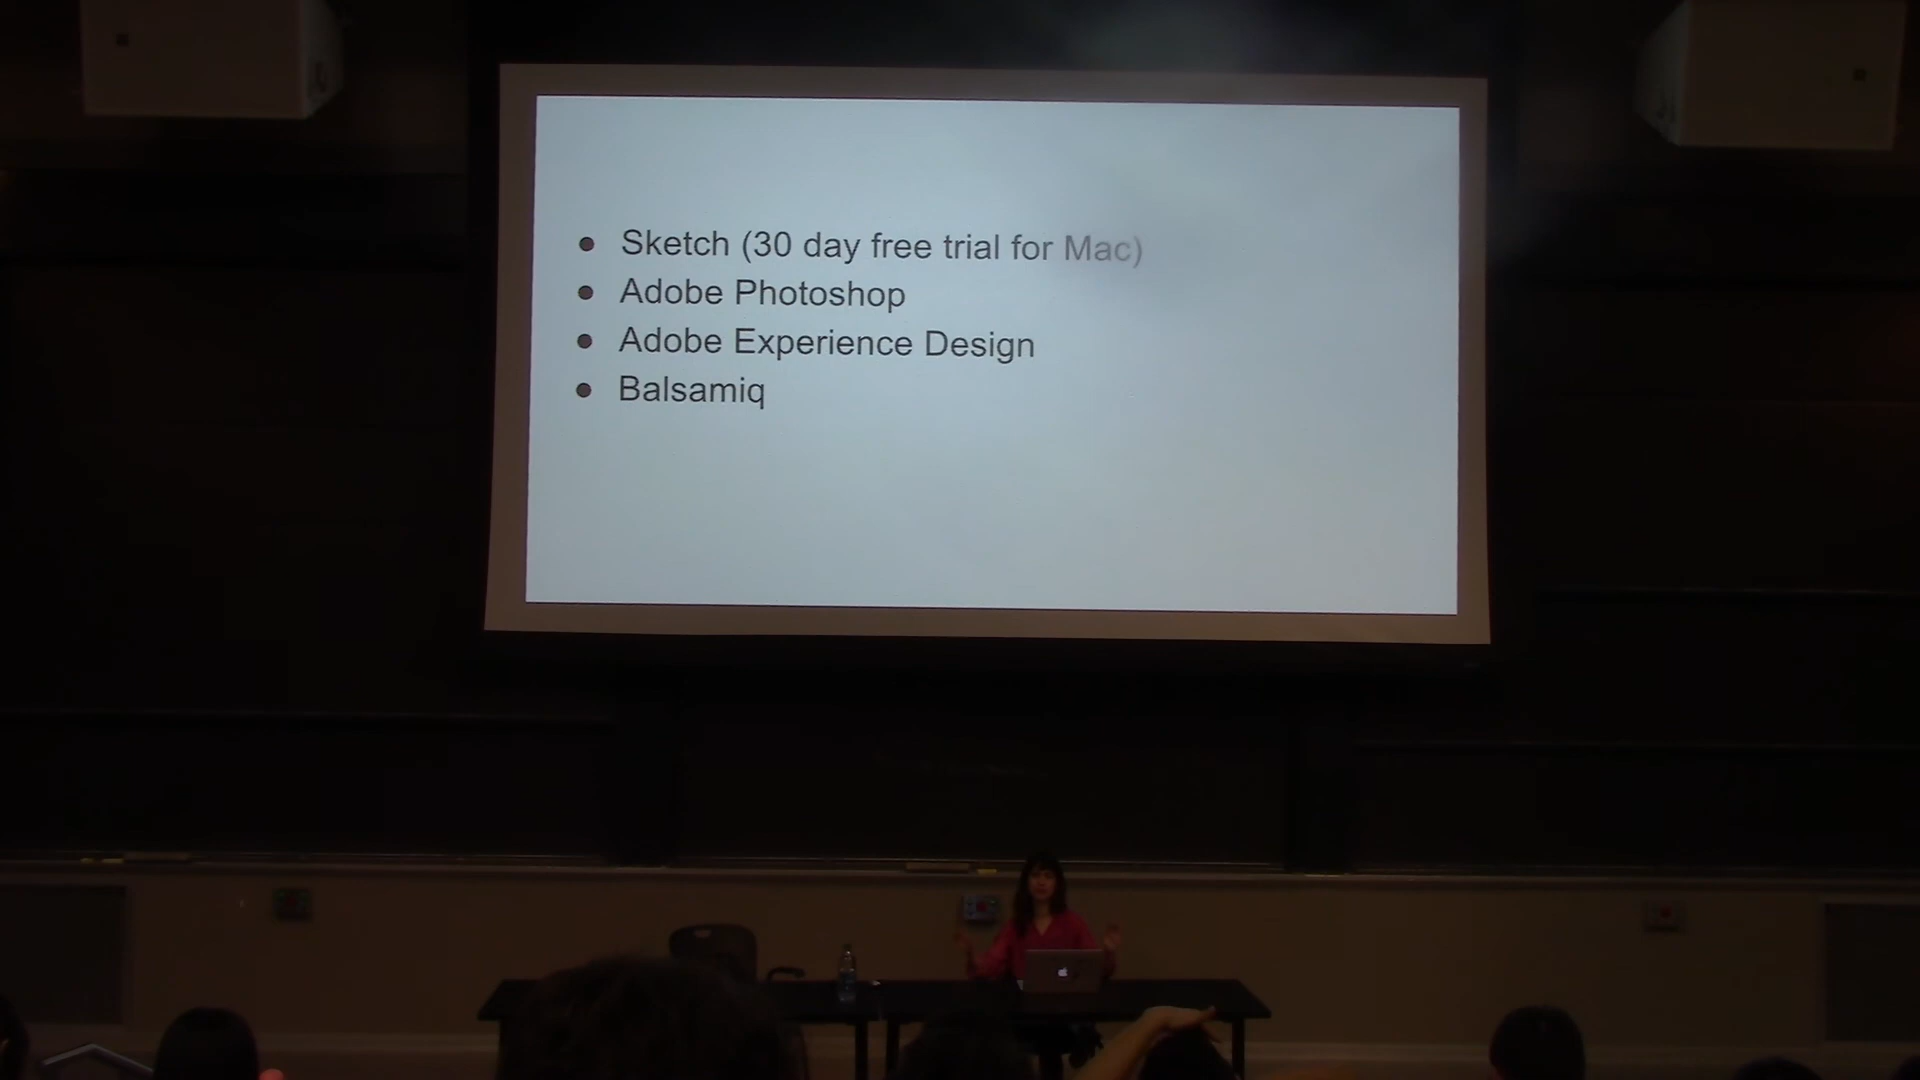 ● Sketch (30 day free trial for Mac)
● Adobe Photoshop
● Adobe Experience Design
● Balsamiq